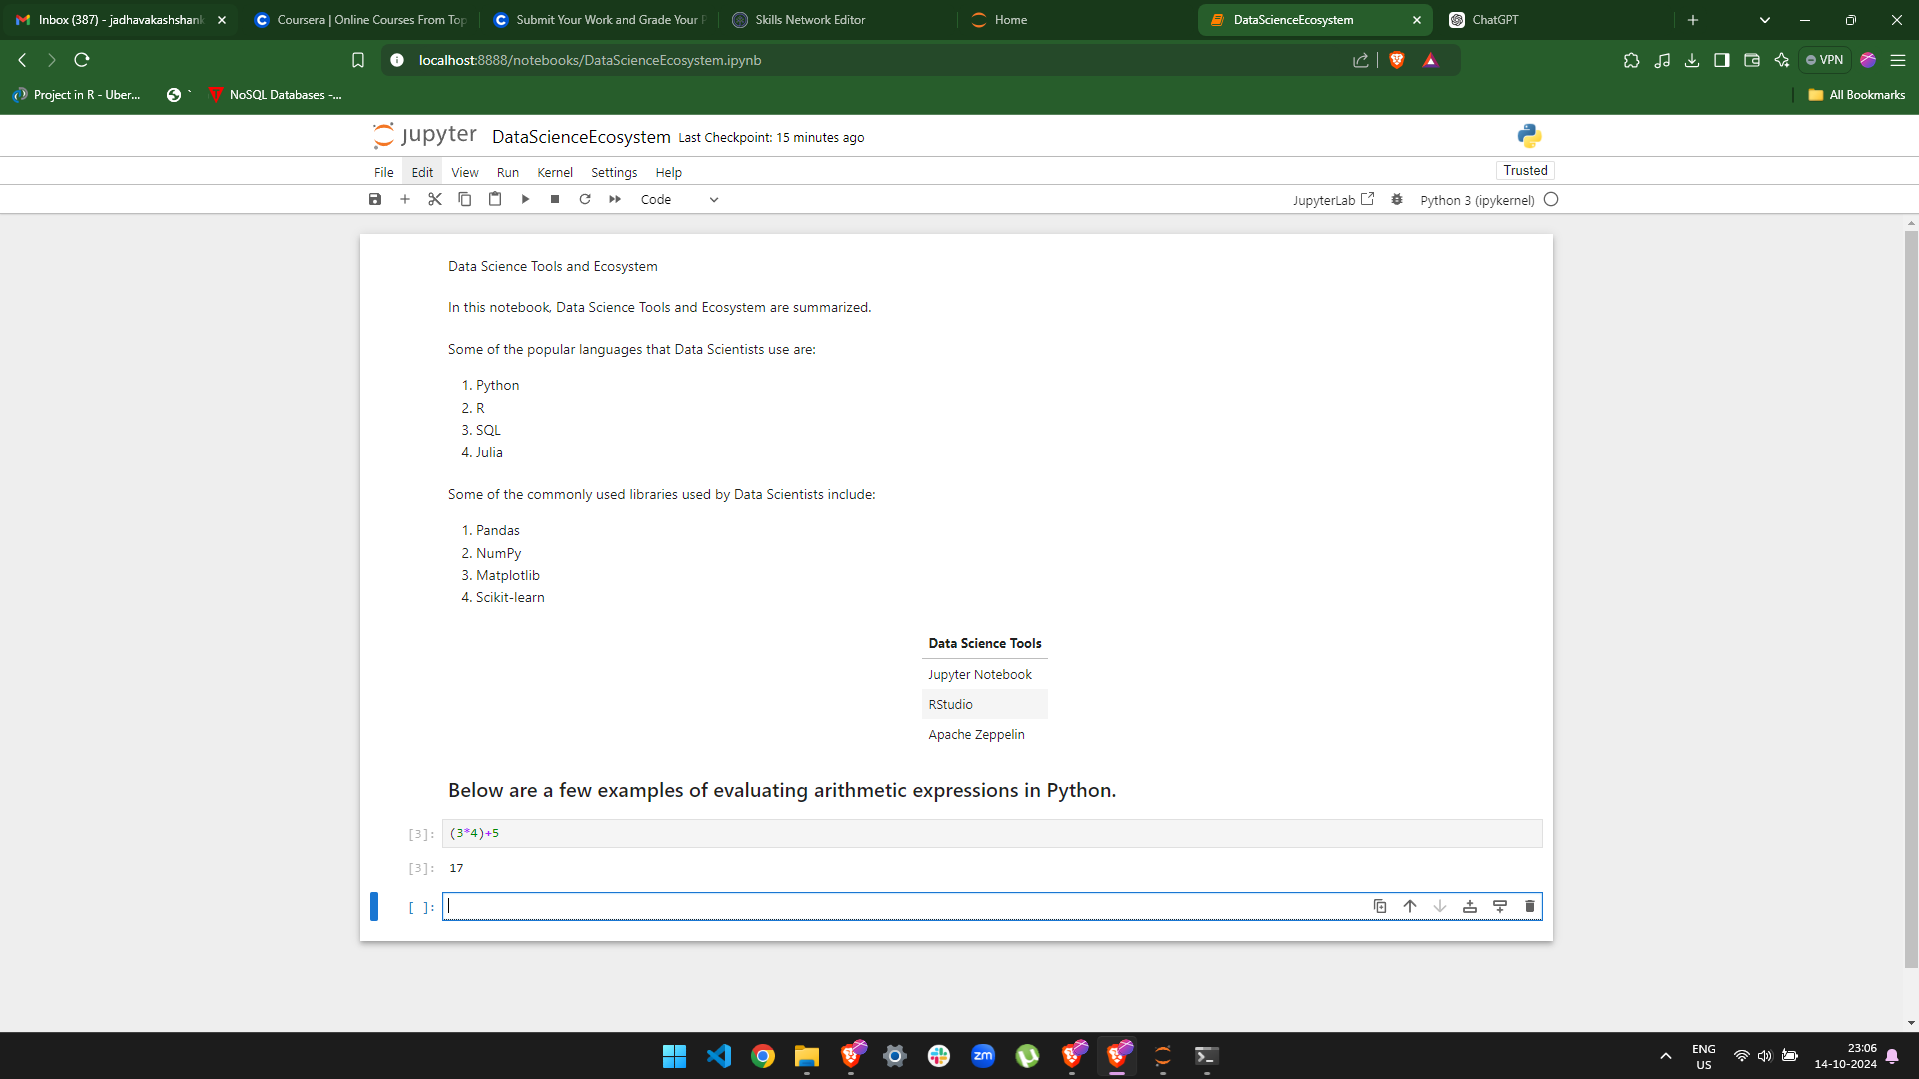 Inbox (387) - jadhavakashshank
Coursera | Online Courses From Top
Submit Your Work and Grade Your P
Skills Network Editor
Home
DataScienceEcosystem
ChatGPT
localhost:8888/notebooks/DataScienceEcosystem.ipynb
VPN
Project in R - Uber...
`
NoSQL Databases -...
All Bookmarks
jupyter
DataScienceEcosystem Last Checkpoint: 15 minutes ago
File Edit View Run Kernel Settings Help
Trusted
Code
JupyterLab
Python 3 (ipykernel)
Data Science Tools and Ecosystem
In this notebook, Data Science Tools and Ecosystem are summarized.
Some of the popular languages that Data Scientists use are:
1. Python
2. R
3. SQL
4. Julia
Some of the commonly used libraries used by Data Scientists include:
1. Pandas
2. NumPy
3. Matplotlib
4. Scikit-learn
Data Science Tools
Jupyter Notebook
RStudio
Apache Zeppelin
Below are a few examples of evaluating arithmetic expressions in Python.
[3]: (3*4)+5
[3]: 17
[ ]:
zm
ENG
US
23:06
14-10-2024